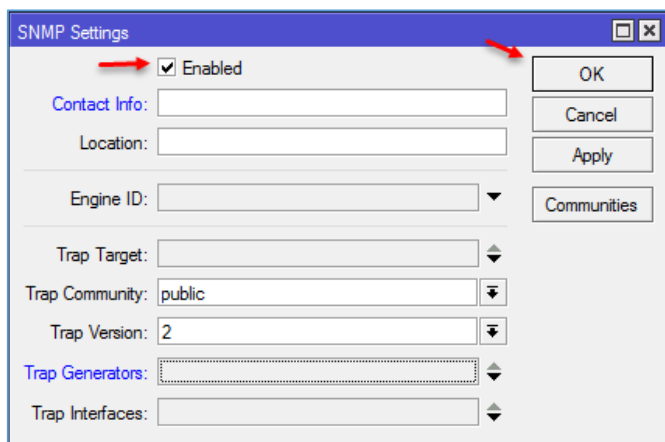 SNMP Settings
Enabled
OK
Contact Info:
Cancel
Location:
Apply
Engine ID:
Communities
Trap Target:
Trap Community: public
Trap Version: 2
Trap Generators:
Trap Interfaces: